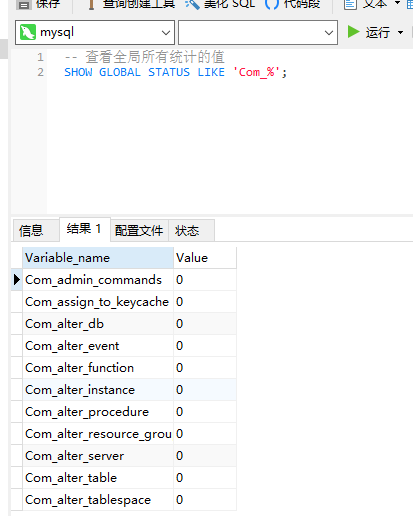 保存 查询创建工具 美化 SQL 代码段 文本
mysql 运行
1 -- 查看全局所有统计的值
2 SHOW GLOBAL STATUS LIKE 'Com_%';
信息 结果 1 配置文件 状态
Variable_name Value
Com_admin_commands 0
Com_assign_to_keycache 0
Com_alter_db 0
Com_alter_event 0
Com_alter_function 0
Com_alter_instance 0
Com_alter_procedure 0
Com_alter_resource_grou 0
Com_alter_server 0
Com_alter_table 0
Com_alter_tablespace 0